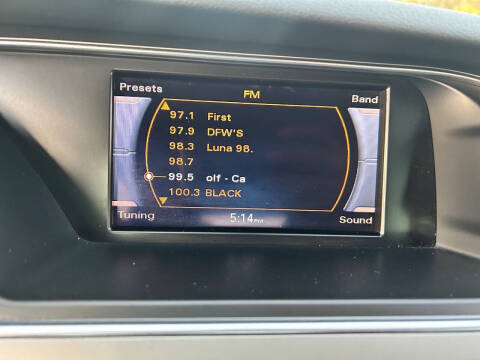 Presets
FM
Band
97.1 First
97.9 DFW'S
98.3 Luna 98.
98.7
99.5 olf - Ca
100.3 BLACK
Tuning
5:14 PM
Sound